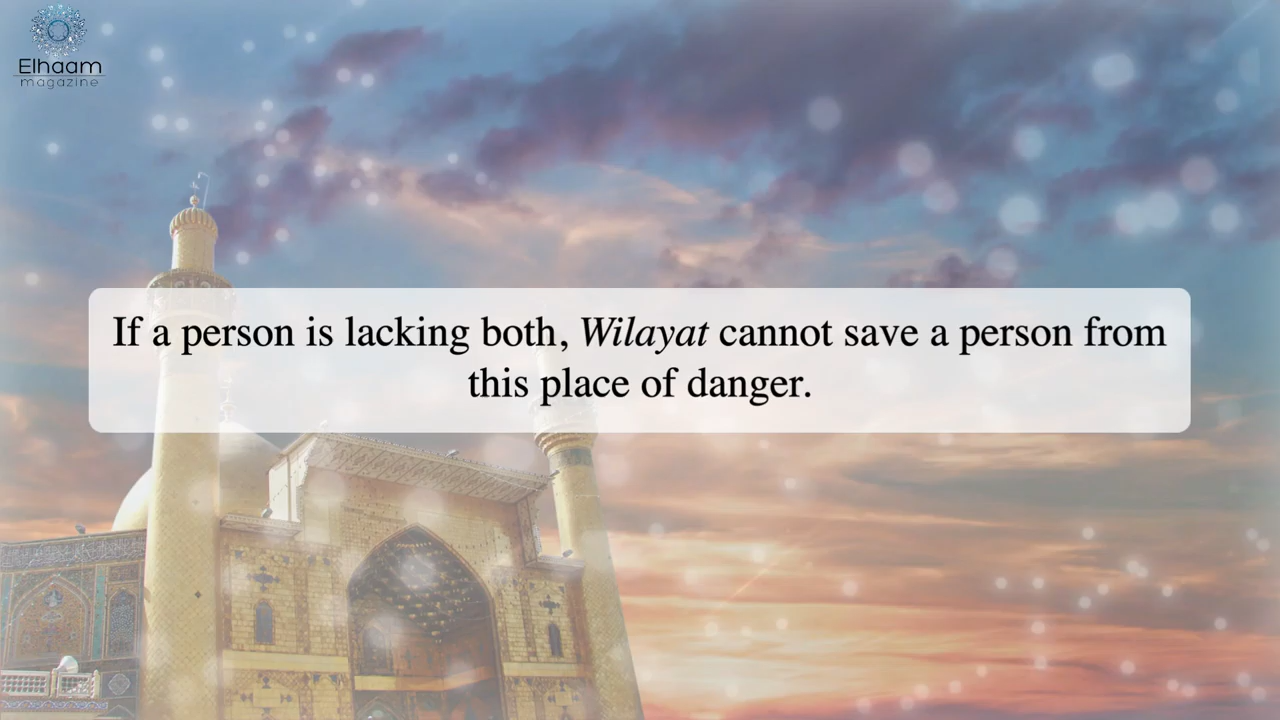 Elhaam
magazine
If a person is lacking both, Wilayat cannot save a person from
this place of danger.